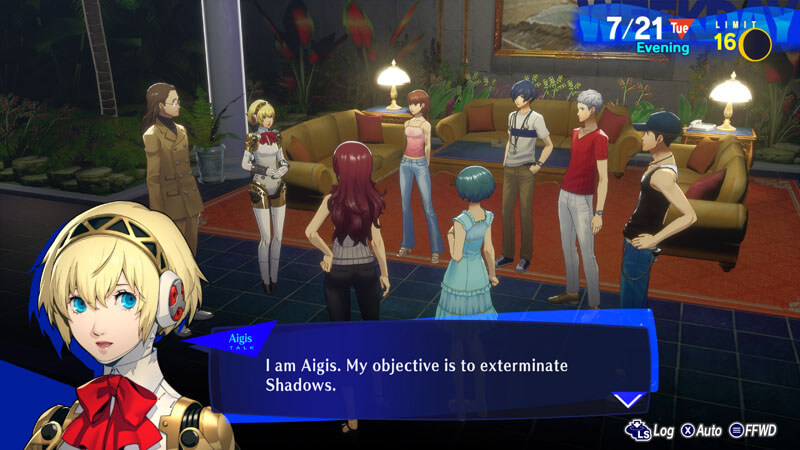 7/21 Tue
Evening
LIMIT
16
Aigis
TALK
I am Aigis. My objective is to exterminate
Shadows.
LS Log X Auto FFWD